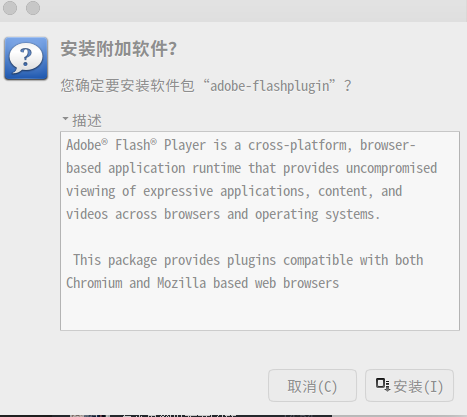 安装附加软件？
您确定要安装软件包“adobe-flashplugin”？
描述
Adobe® Flash® Player is a cross-platform, browser-
based application runtime that provides uncompromised
viewing of expressive applications, content, and
videos across browsers and operating systems.
This package provides plugins compatible with both
Chromium and Mozilla based web browsers
取消(C)
安装(I)